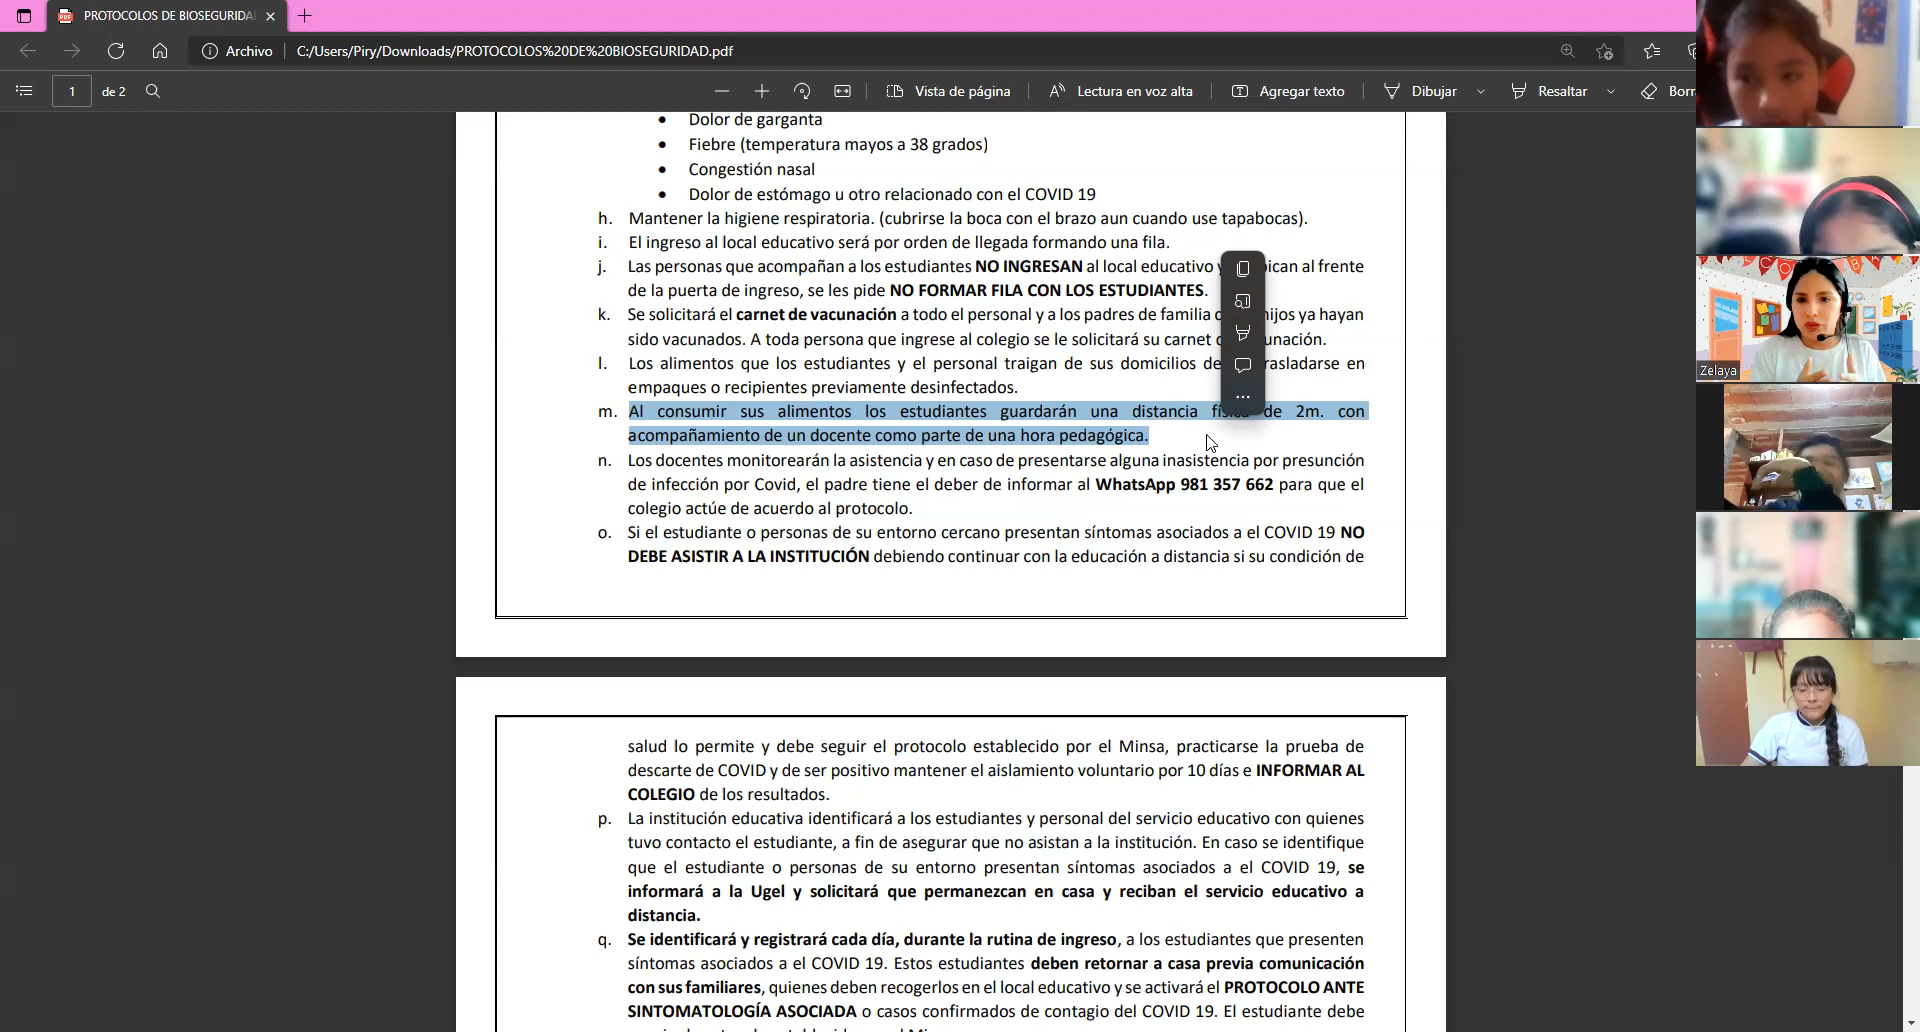 PROTOCOLOS DE BIOSEGURIDA
Archivo C:/Users/Piry/Downloads/PROTOCOLOS%20DE%20BIOSEGURIDAD.pdf
1 de 2 Vista de página Lectura en voz alta Agregar texto Dibujar Resaltar Borr
• Dolor de garganta
• Fiebre (temperatura mayos a 38 grados)
• Congestión nasal
• Dolor de estómago u otro relacionado con el COVID 19
h. Mantener la higiene respiratoria. (cubrirse la boca con el brazo aun cuando use tapabocas).
i. El ingreso al local educativo será por orden de llegada formando una fila.
j. Las personas que acompañan a los estudiantes NO INGRESAN al local educativo y bican al frente
de la puerta de ingreso, se les pide NO FORMAR FILA CON LOS ESTUDIANTES.
k. Se solicitará el carnet de vacunación a todo el personal y a los padres de familia hijos ya hayan
sido vacunados. A toda persona que ingrese al colegio se le solicitará su carnet unación.
l. Los alimentos que los estudiantes y el personal traigan de sus domicilios de rasladarse en
empaques o recipientes previamente desinfectados.
m. Al consumir sus alimentos los estudiantes guardarán una distancia física de 2m. con
acompañamiento de un docente como parte de una hora pedagógica.
n. Los docentes monitorearán la asistencia y en caso de presentarse alguna inasistencia por presunción
de infección por Covid, el padre tiene el deber de informar al WhatsApp 981 357 662 para que el
colegio actúe de acuerdo al protocolo.
o. Si el estudiante o personas de su entorno cercano presentan síntomas asociados a el COVID 19 NO
DEBE ASISTIR A LA INSTITUCIÓN debiendo continuar con la educación a distancia si su condición de
salud lo permite y debe seguir el protocolo establecido por el Minsa, practicarse la prueba de
descarte de COVID y de ser positivo mantener el aislamiento voluntario por 10 días e INFORMAR AL
COLEGIO de los resultados.
p. La institución educativa identificará a los estudiantes y personal del servicio educativo con quienes
tuvo contacto el estudiante, a fin de asegurar que no asistan a la institución. En caso se identifique
que el estudiante o personas de su entorno presentan síntomas asociados a el COVID 19, se
informará a la Ugel y solicitará que permanezcan en casa y reciban el servicio educativo a
distancia.
q. Se identificará y registrará cada día, durante la rutina de ingreso, a los estudiantes que presenten
síntomas asociados a el COVID 19. Estos estudiantes deben retornar a casa previa comunicación
con sus familiares, quienes deben recogerlos en el local educativo y se activará el PROTOCOLO ANTE
SINTOMATOLOGÍA ASOCIADA o casos confirmados de contagio del COVID 19. El estudiante debe
Zelaya